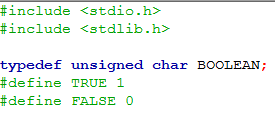 #include <stdio.h>
#include <stdlib.h>
typedef unsigned char BOOLEAN;
#define TRUE 1
#define FALSE 0